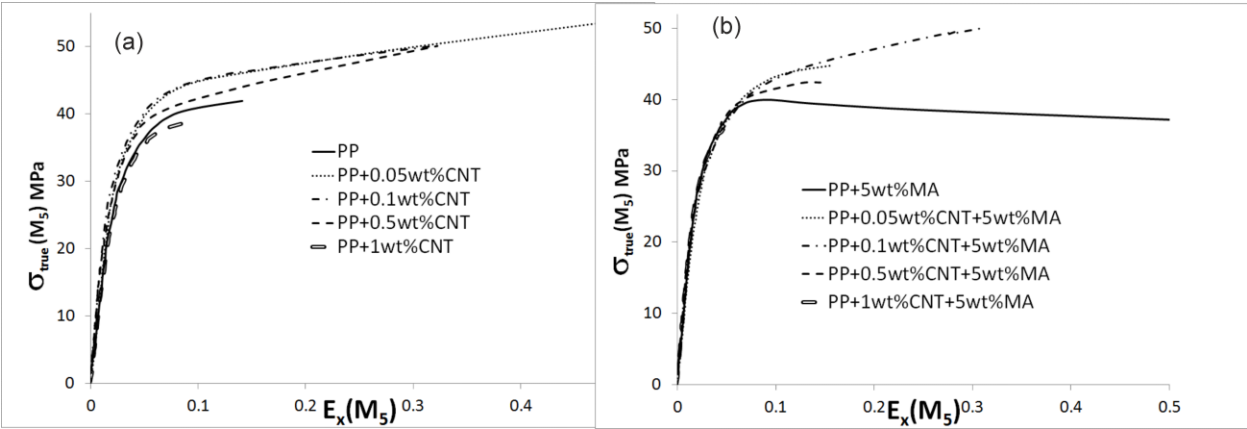 (a)
50
40
30
20
10
0
σtrue (M5) MPa
PP
PP+0.05wt%CNT
PP+0.1wt%CNT
PP+0.5wt%CNT
PP+1wt%CNT
0 0.1 0.2 0.3 0.4
Ex(M5)
(b)
50
40
30
20
10
0
σtrue (M5) MPa
PP+5wt%MA
PP+0.05wt%CNT+5wt%MA
PP+0.1wt%CNT+5wt%MA
PP+0.5wt%CNT+5wt%MA
PP+1wt%CNT+5wt%MA
0 0.1 0.2 0.3 0.4 0.5
Ex(M5)